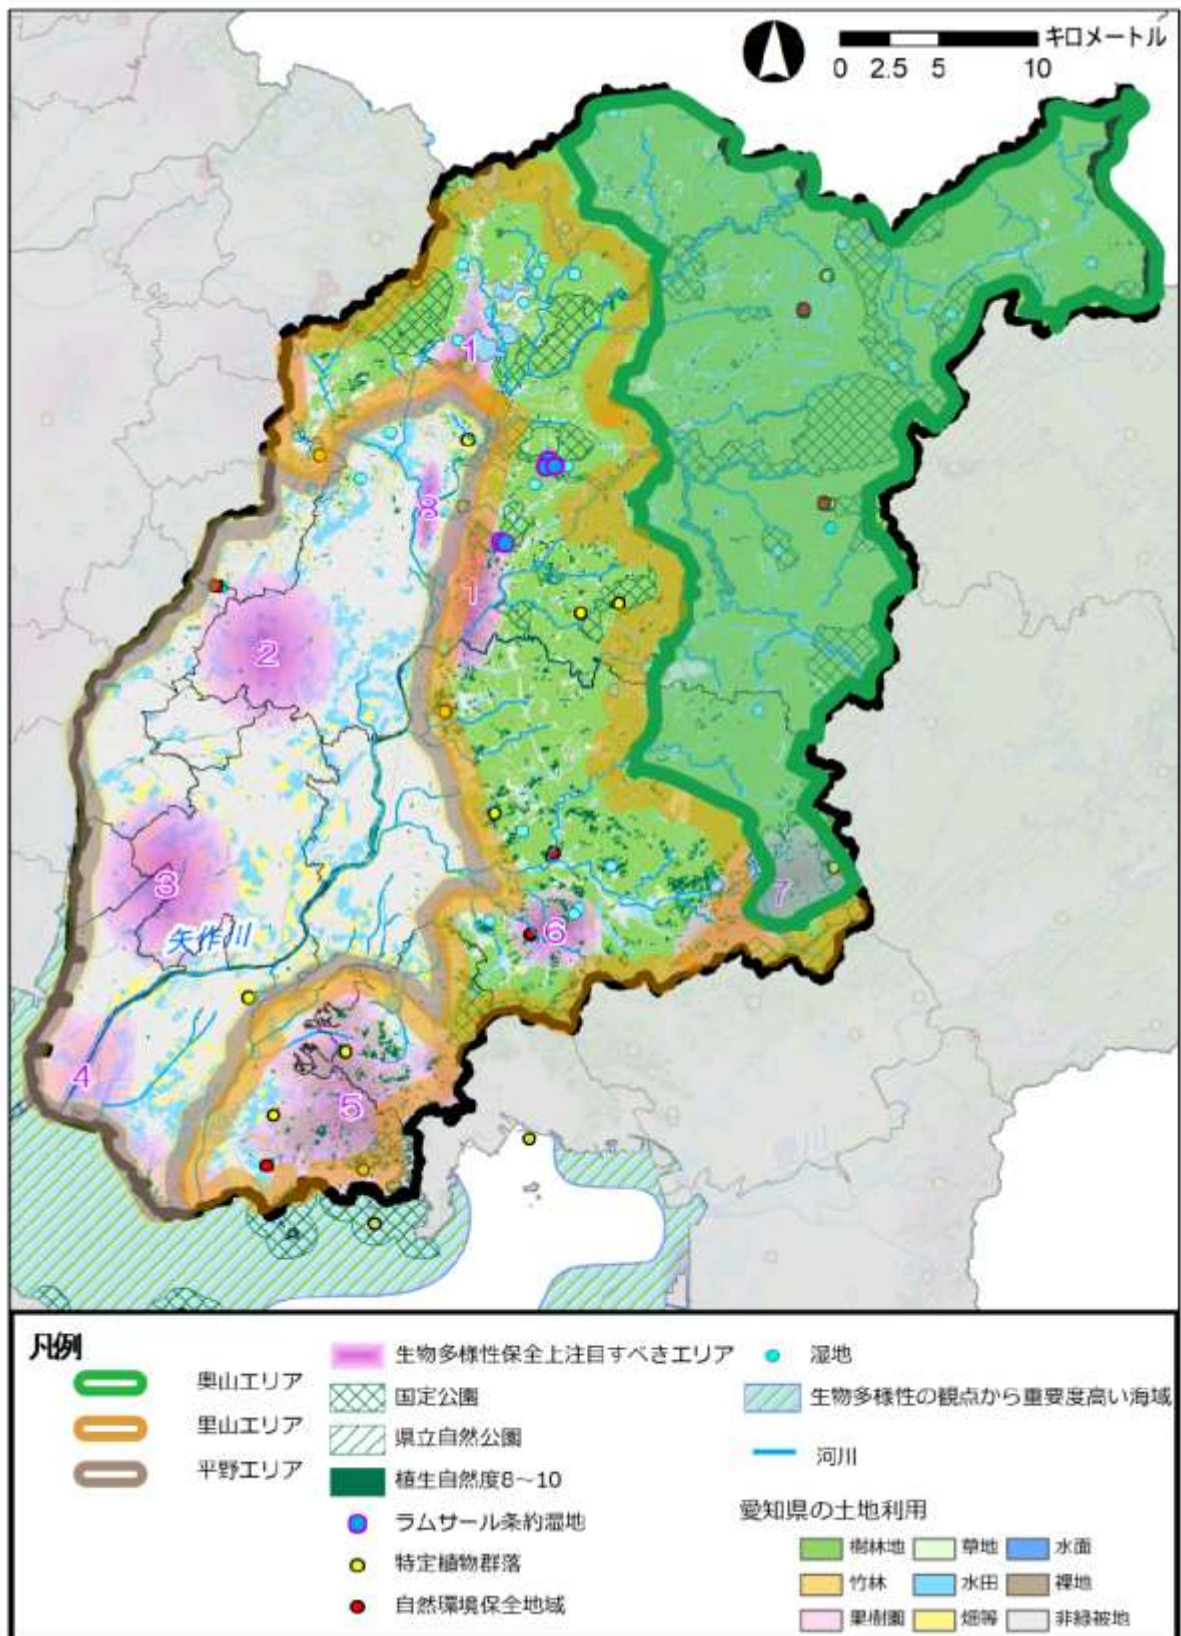 キロメートル
0 2.5 5 10
1
8
1
2
3
7
矢作川
6
4
5
凡例
奥山エリア
里山エリア
平野エリア
生物多様性保全上注目すべきエリア
国定公園
県立自然公園
植生自然度8～10
ラムサール条約湿地
特定植物群落
自然環境保全地域
湿地
生物多様性の観点から重要度高い海域
河川
愛知県の土地利用
樹林地 草地 水面
竹林 水田 裸地
果樹園 畑等 非緑被地